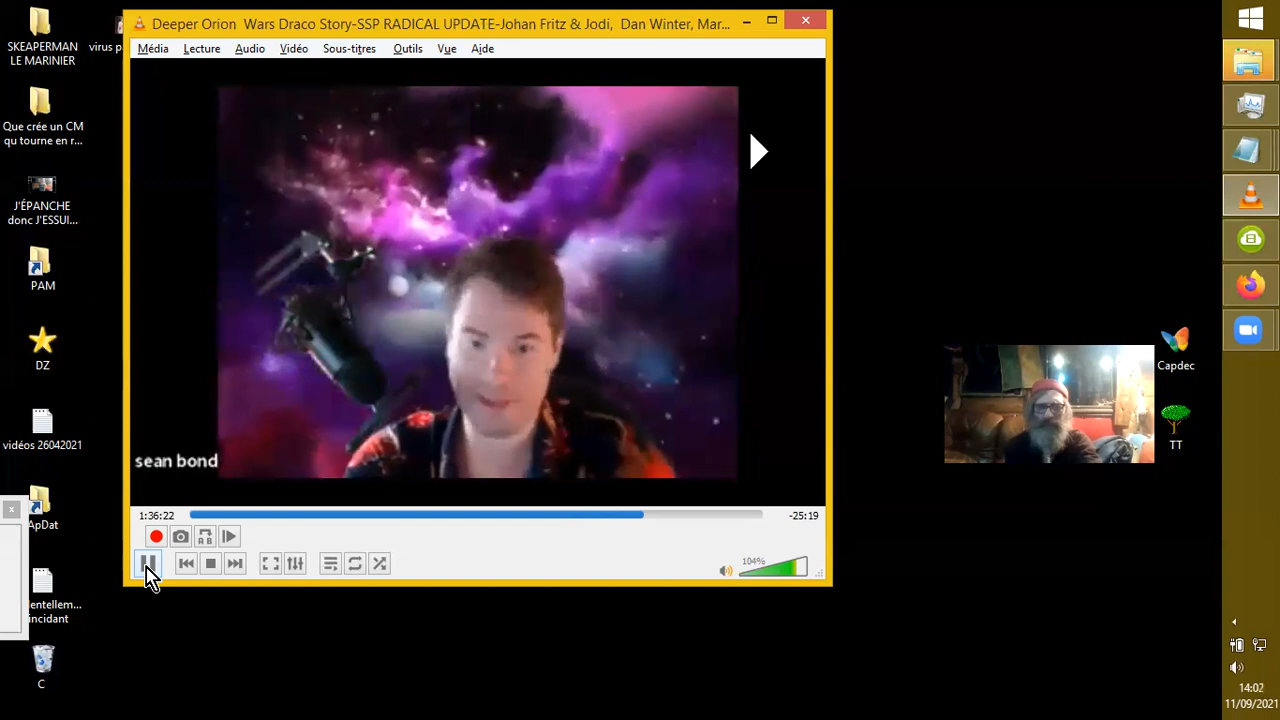 SKEAPERMAN
LE MARINIER
virus p
Que crée un CM
qu tourne en r...
J'ÉPANCHE
donc J'ESSUI...
PAM
DZ
vidéos 26042021
ApDat
entellem...
incidant
C
Deeper Orion Wars Draco Story-SSP RADICAL UPDATE-Johan Fritz & Jodi, Dan Winter, Mar...
Média Lecture Audio Vidéo Sous-titres Outils Vue Aide
sean bond
1:36:22
-25:19
A B
104%
Capdec
TT
14:02
11/09/2021